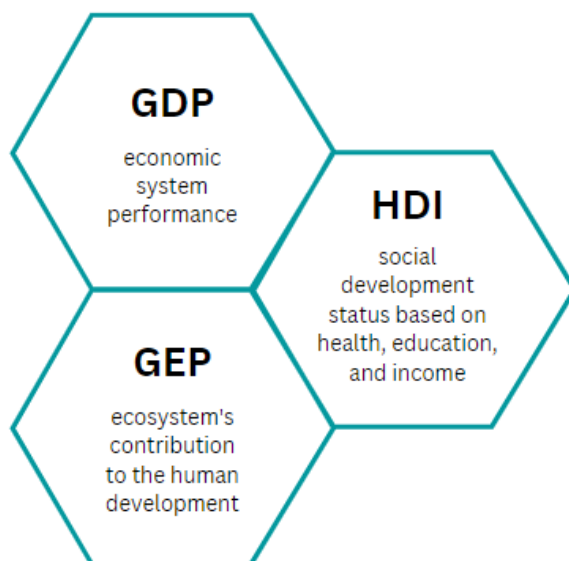 GDP
economic
system
performance
HDI
social
development
status based on
health, education,
and income
GEP
ecosystem's
contribution
to the human
development